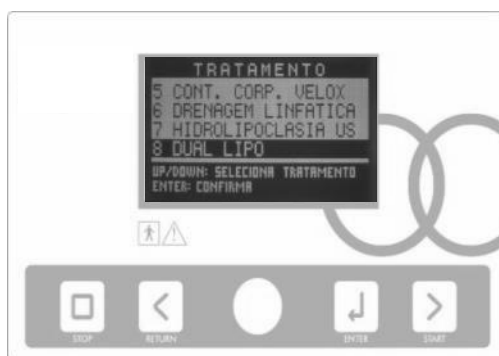 TRATAMENTO
5 CONT. CORP. VELOX
6 DRENAGEM LINFATICA
7 HIDROLIPOCLASIA US
8 DUAL LIPO
UP/DOWN: SELECIONA TRATAMENTO
ENTER: CONFIRMA
STOP
RETURN
ENTER
START